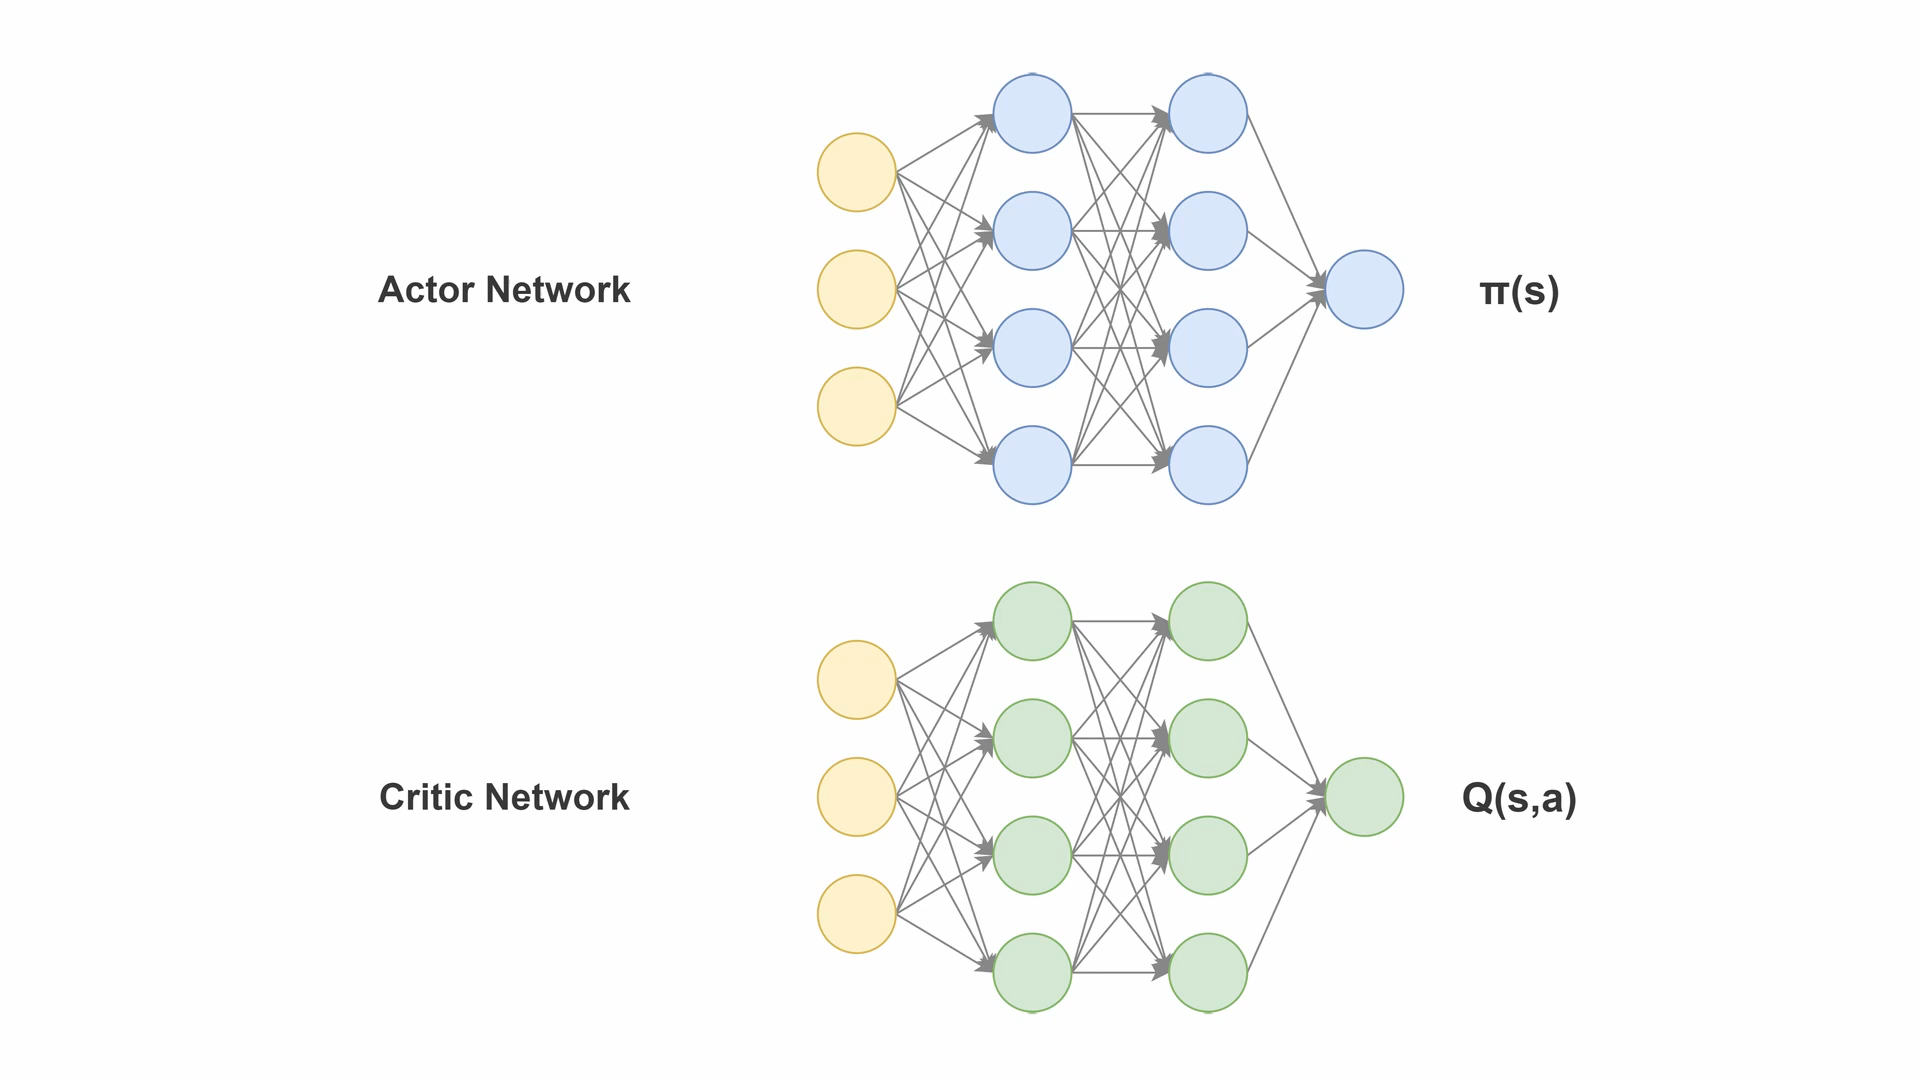 Actor Network
π(s)
Critic Network
Q(s,a)